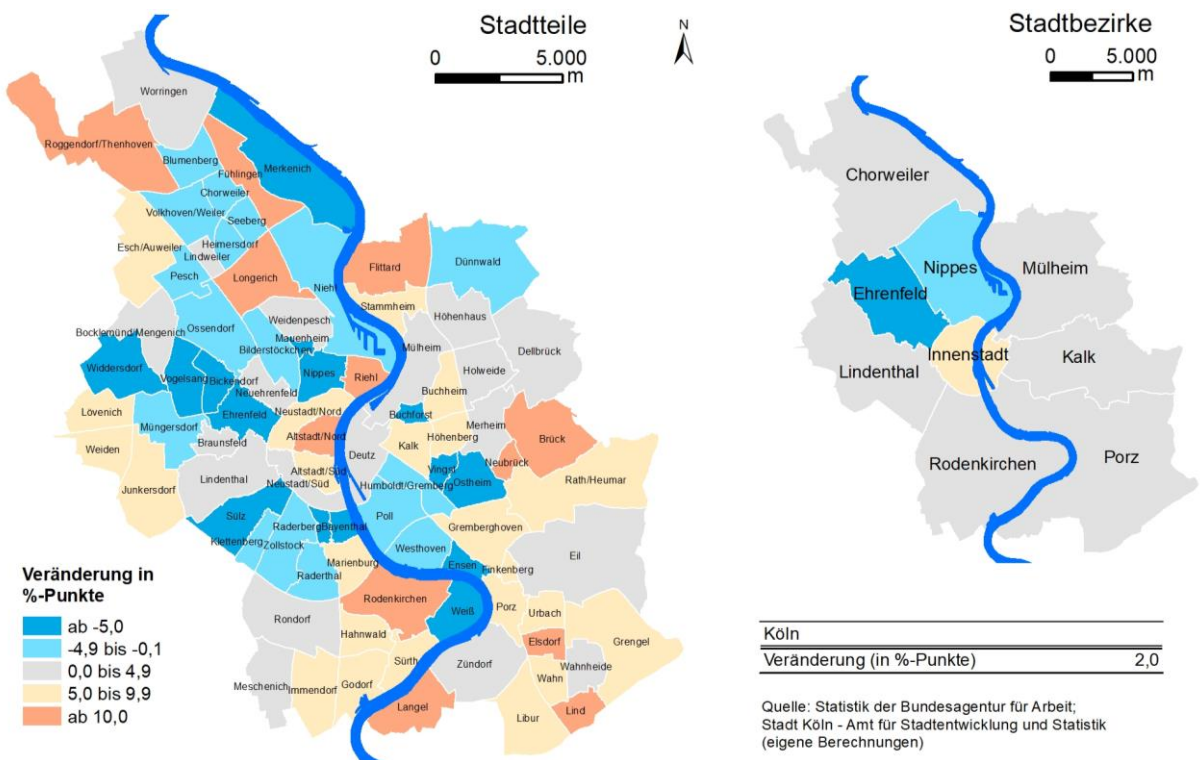 Stadtteile
0 5.000
m
N
Stadtbezirke
0 5.000
m
Worringen
Roggendorf/Thenhoven
Blumenberg
Merkenich
Fühlingen
Chorweiler
Volkhoven/Weiler
Seeberg
Esch/Auweiler
Heimersdorf
Lindweiler
Pesch
Longerich
Niehl
Flittard
Dünnwald
Stammheim
Weidenpesch
Höhenhaus
Bocklemünd/Mengenich
Ossendorf
Mauenheim
Bilderstöckchen
Mülheim
Dellbrück
Widdersdorf
Vogelsang
Bickendorf
Nippes
Riehl
Holweide
Neuehrenfeld
Buchheim
Lövenich
Ehrenfeld
Neustadt/Nord
Buchforst
Müngersdorf
Altstadt/Nord
Merheim
Brück
Weiden
Braunsfeld
Kalk
Höhenberg
Deutz
Neubrück
Junkersdorf
Lindenthal
Altstadt/Süd
Neustadt/Süd
Vingst
Ostheim
Rath/Heumar
Humboldt/Gremberg
Sülz
Raderberg
Bayenthal
Poll
Gremberghoven
Klettenberg
Zollstock
Westhoven
Eil
Raderthal
Marienburg
Ensen
Finkenberg
Rodenkirchen
Weiß
Porz
Urbach
Rondorf
Hahnwald
Elsdorf
Grengel
Sürth
Zündorf
Wahnheide
Wahn
Meschenich
Immendorf
Godorf
Langel
Libur
Lind
Veränderung in
%-Punkte
ab -5,0
-4,9 bis -0,1
0,0 bis 4,9
5,0 bis 9,9
ab 10,0
Chorweiler
Nippes
Mülheim
Ehrenfeld
Innenstadt
Kalk
Lindenthal
Rodenkirchen
Porz
Köln
Veränderung (in %-Punkte) 2,0
Quelle: Statistik der Bundesagentur für Arbeit;
Stadt Köln - Amt für Stadtentwicklung und Statistik
(eigene Berechnungen)